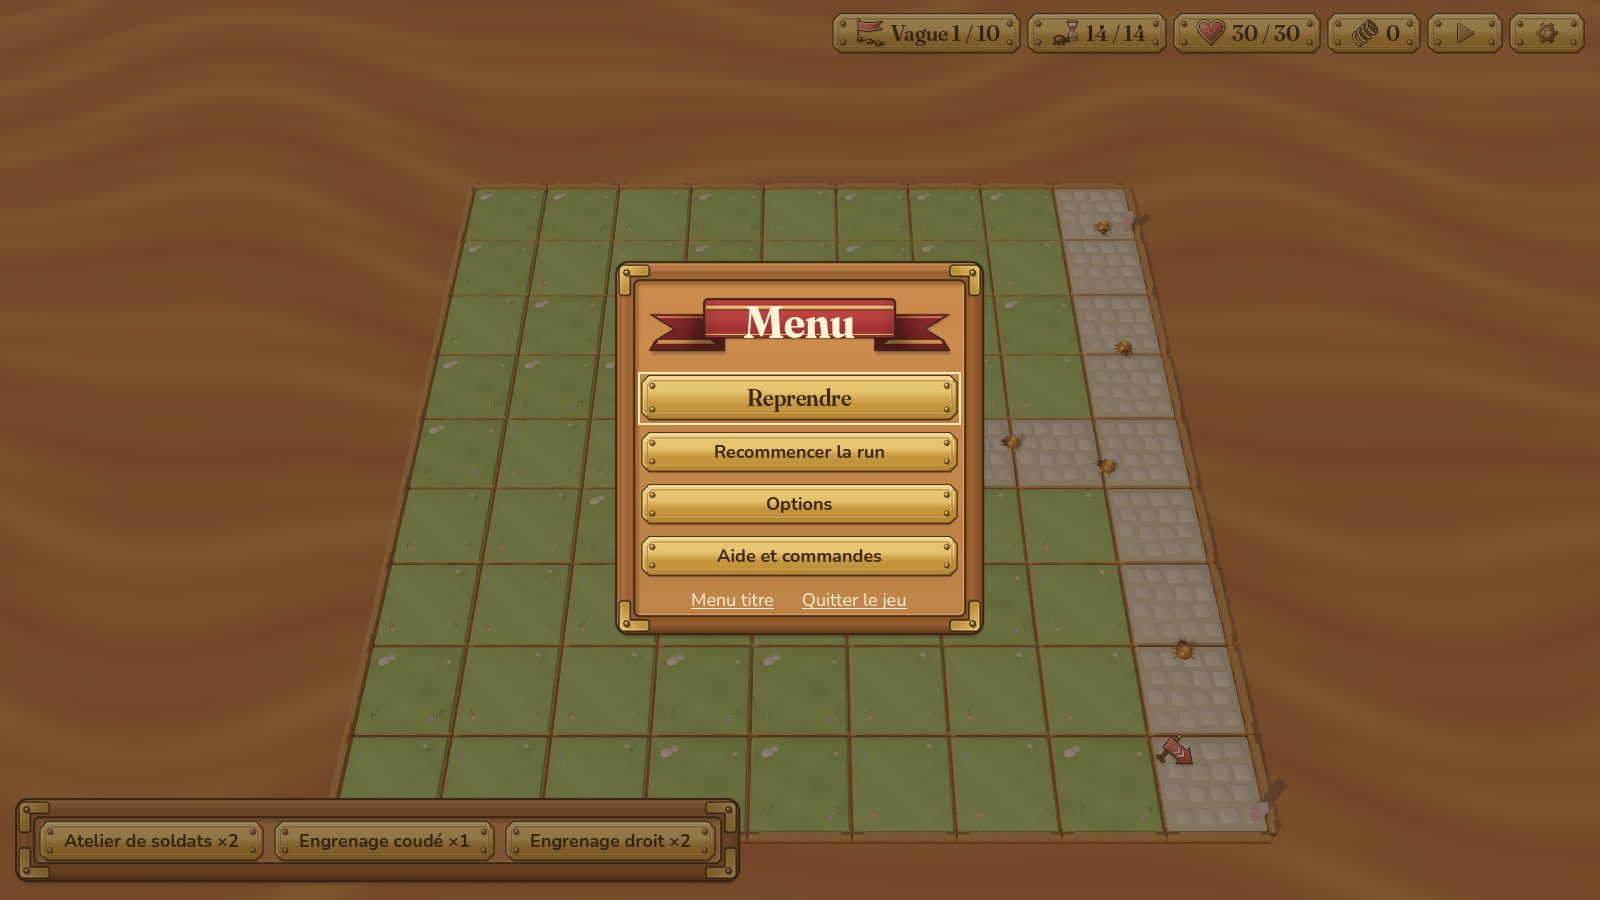 Vague 1 / 10
14 / 14
30 / 30
0
Menu
Reprendre
Recommencer la run
Options
Aide et commandes
Menu titre
Quitter le jeu
Atelier de soldats ×2
Engrenage coudé ×1
Engrenage droit ×2